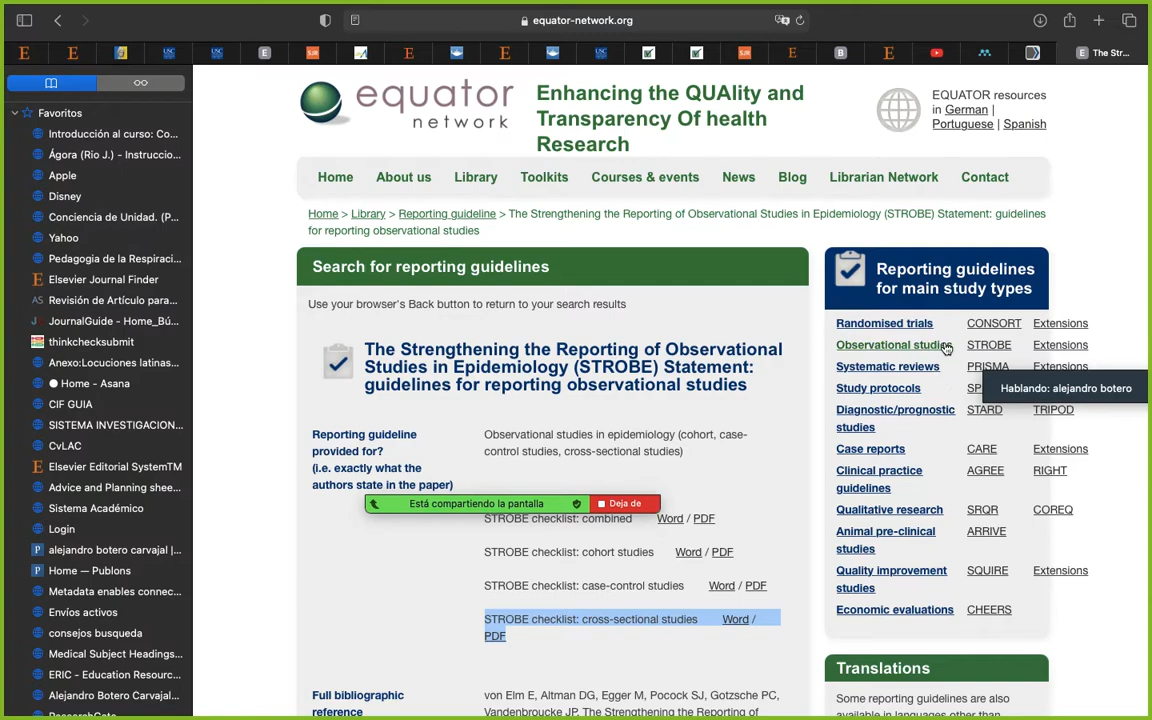 equator-network.org
The Str...
Favoritos
Introducción al curso: Co...
Ágora (Rio J.) - Instruccio...
Apple
Disney
Conciencia de Unidad. (P...
Yahoo
Pedagogia de la Respiraci...
Elsevier Journal Finder
Revisión de Artículo para...
JournalGuide - Home_Bú...
thinkchecksubmit
Anexo:Locuciones latinas...
Home - Asana
CIF GUIA
SISTEMA INVESTIGACION...
CvLAC
Elsevier Editorial SystemTM
Advice and Planning shee...
Sistema Académico
Login
alejandro botero carvajal |...
Home — Publons
Metadata enables connec...
Envíos activos
consejos busqueda
Medical Subject Headings...
ERIC - Education Resourc...
Alejandro Botero Carvajal...
ResearchGate
equator
network
Enhancing the QUAlity and
Transparency Of health
Research
EQUATOR resources
in German |
Portuguese | Spanish
Home About us Library Toolkits Courses & events News Blog Librarian Network Contact
Home > Library > Reporting guideline > The Strengthening the Reporting of Observational Studies in Epidemiology (STROBE) Statement: guidelines
for reporting observational studies
Search for reporting guidelines
Use your browser's Back button to return to your search results
The Strengthening the Reporting of Observational
Studies in Epidemiology (STROBE) Statement:
guidelines for reporting observational studies
Reporting guideline
provided for?
(i.e. exactly what the
authors state in the paper)
Observational studies in epidemiology (cohort, case-
control studies, cross-sectional studies)
Está compartiendo la pantalla Deja de
STROBE checklist: combined Word / PDF
STROBE checklist: cohort studies Word / PDF
STROBE checklist: case-control studies Word / PDF
STROBE checklist: cross-sectional studies Word /
PDF
Full bibliographic
reference
von Elm E, Altman DG, Egger M, Pocock SJ, Gotzsche PC,
Vandenbroucke JP. The Strengthening the Reporting of
Reporting guidelines
for main study types
Randomised trials CONSORT Extensions
Observational studies STROBE Extensions
Systematic reviews PRISMA Extensions
Study protocols
Hablando: alejandro botero
Diagnostic/prognostic STARD TRIPOD
studies
Case reports CARE Extensions
Clinical practice AGREE RIGHT
guidelines
Qualitative research SRQR COREQ
Animal pre-clinical ARRIVE
studies
Quality improvement SQUIRE Extensions
studies
Economic evaluations CHEERS
Translations
Some reporting guidelines are also
available in languages other than